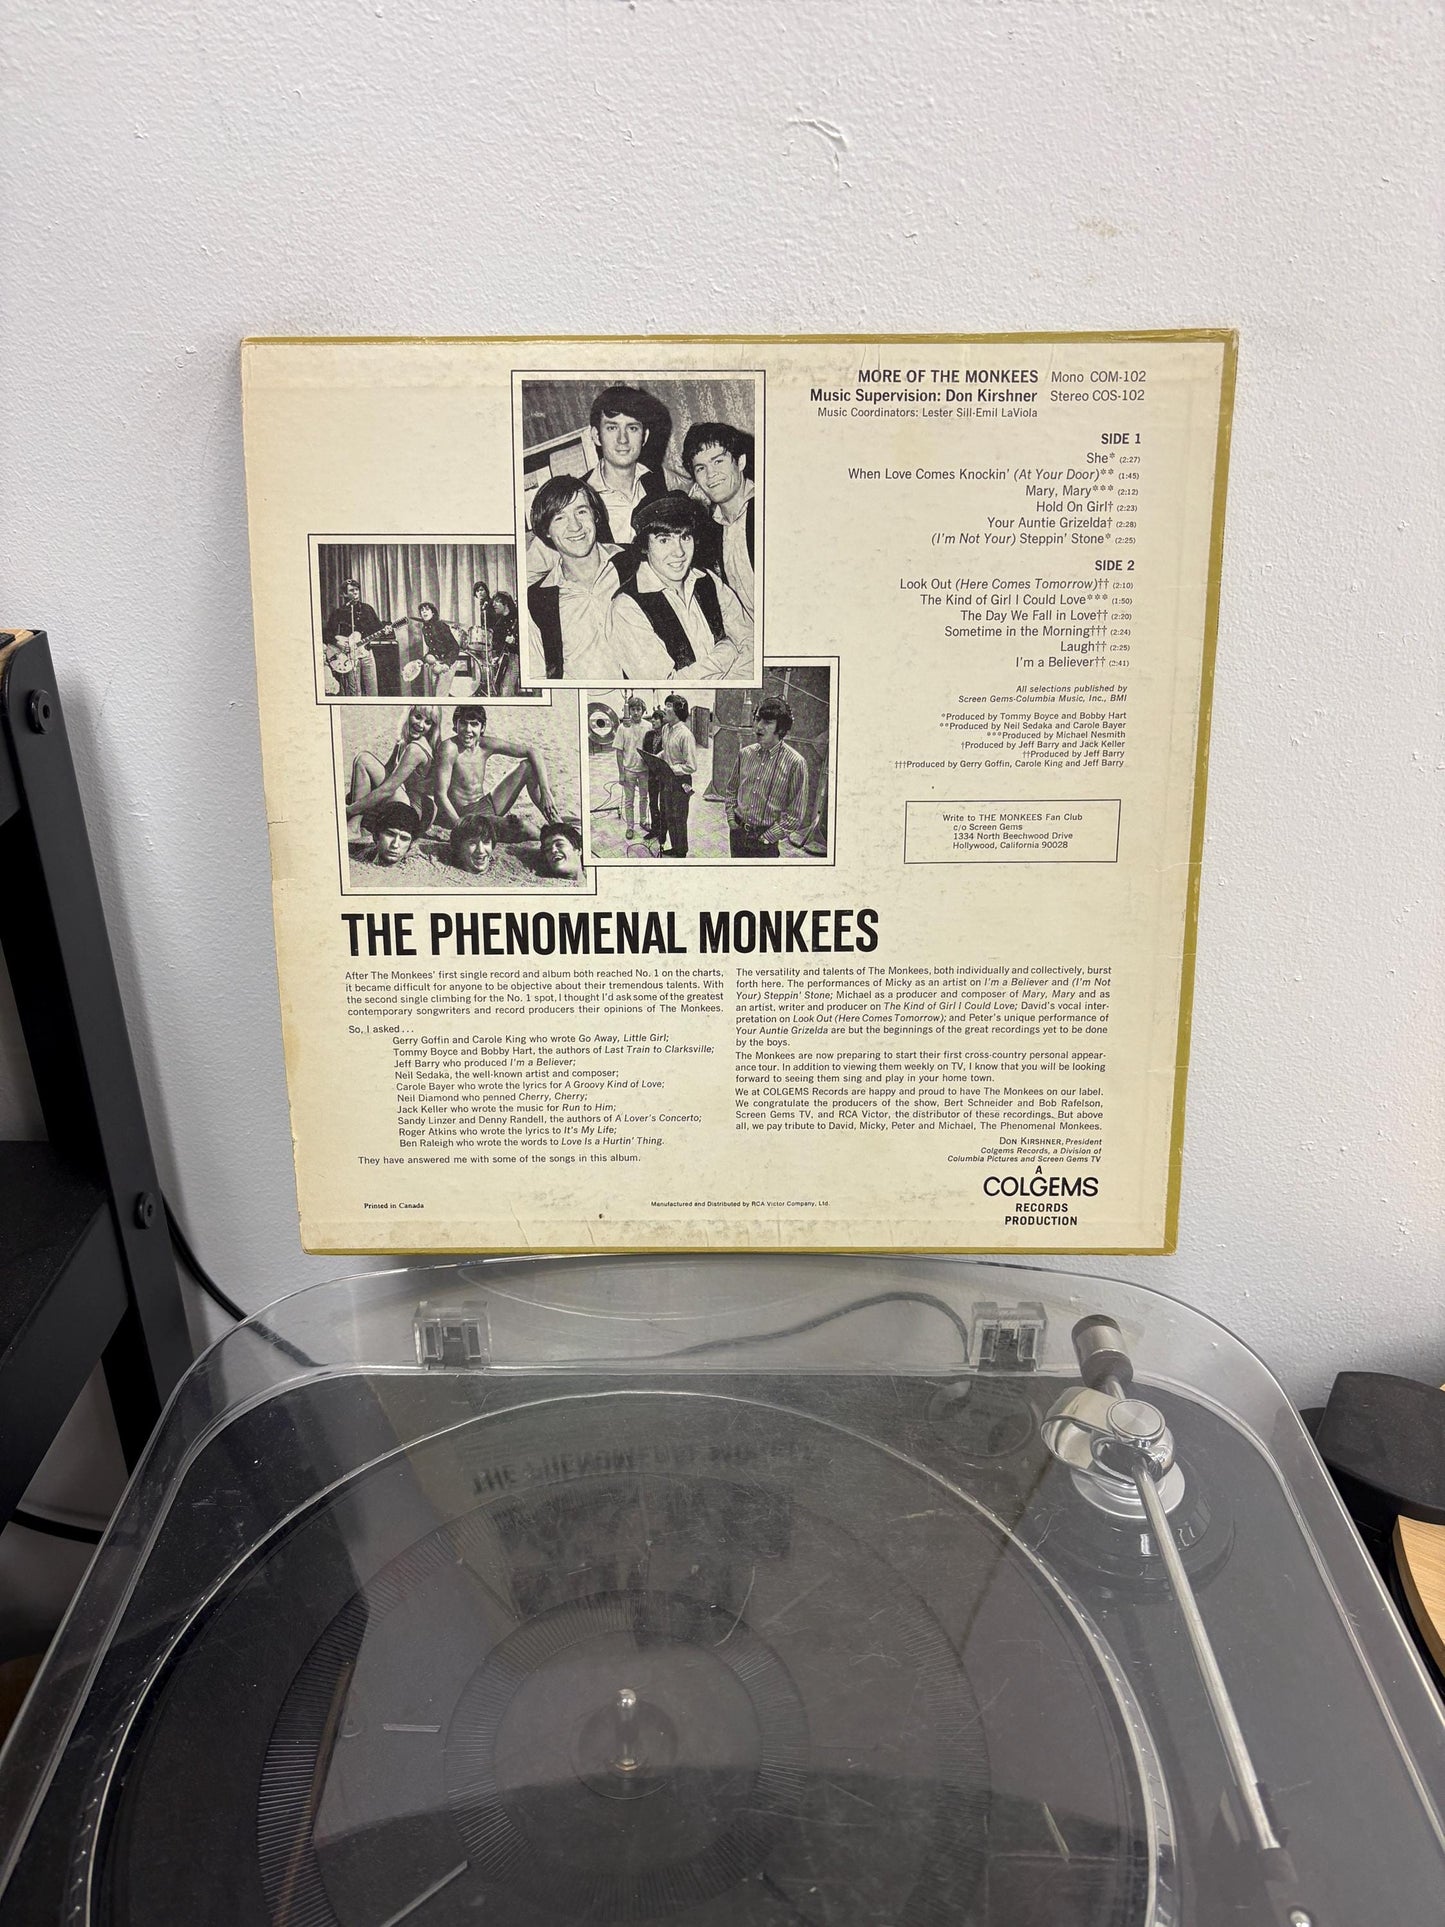 MORE OF THE MONKEES Mono COM-102
Music Supervision: Don Kirshner Stereo COS-102
Music Coordinators: Lester Sill-Emil LaViola
SIDE 1
She* (2:27)
When Love Comes Knockin' (At Your Door)** (1:45)
Mary, Mary*** (2:12)
Hold On Girl† (2:23)
Your Auntie Grizelda† (2:28)
(I'm Not Your) Steppin' Stone* (2:25)
SIDE 2
Look Out (Here Comes Tomorrow)†† (2:10)
The Kind of Girl I Could Love*** (1:50)
The Day We Fall in Love†† (2:20)
Sometime in the Morning††† (2:24)
Laugh†† (2:25)
I'm a Believer†† (2:41)
All selections published by
Screen Gems-Columbia Music, Inc., BMI
*Produced by Tommy Boyce and Bobby Hart
**Produced by Neil Sedaka and Carole Bayer
***Produced by Michael Nesmith
†Produced by Jeff Barry and Jack Keller
††Produced by Jeff Barry
†††Produced by Gerry Goffin, Carole King and Jeff Barry
Write to THE MONKEES Fan Club
c/o Screen Gems
1334 North Beechwood Drive
Hollywood, California 90028
THE PHENOMENAL MONKEES
After The Monkees' first single record and album both reached No. 1 on the charts,
it became difficult for anyone to be objective about their tremendous talents. With
the second single climbing for the No. 1 spot, I thought I'd ask some of the greatest
contemporary songwriters and record producers their opinions of The Monkees.
So, I asked...
Gerry Goffin and Carole King who wrote Go Away, Little Girl;
Tommy Boyce and Bobby Hart, the authors of Last Train to Clarksville;
Jeff Barry who produced I'm a Believer;
Neil Sedaka, the well-known artist and composer;
Carole Bayer who wrote the lyrics for A Groovy Kind of Love;
Neil Diamond who penned Cherry, Cherry;
Jack Keller who wrote the music for Run to Him;
Sandy Linzer and Denny Randell, the authors of A Lover's Concerto;
Roger Atkins who wrote the lyrics to It's My Life;
Ben Raleigh who wrote the words to Love Is a Hurtin' Thing.
They have answered me with some of the songs in this album.
The versatility and talents of The Monkees, both individually and collectively, burst
forth here. The performances of Micky as an artist on I'm a Believer and (I'm Not
Your) Steppin' Stone; Michael as a producer and composer of Mary, Mary and as
an artist, writer and producer on The Kind of Girl I Could Love; David's vocal inter-
pretation on Look Out (Here Comes Tomorrow); and Peter's unique performance of
Your Auntie Grizelda are but the beginnings of the great recordings yet to be done
by the boys.
The Monkees are now preparing to start their first cross-country personal appear-
ance tour. In addition to viewing them weekly on TV, I know that you will be looking
forward to seeing them sing and play in your home town.
We at COLGEMS Records are happy and proud to have The Monkees on our label.
We congratulate the producers of the show, Bert Schneider and Bob Rafelson,
Screen Gems TV, and RCA Victor, the distributor of these recordings. But above
all, we pay tribute to David, Micky, Peter and Michael, The Phenomenal Monkees.
DON KIRSHNER, President
Colgems Records, a Division of
Columbia Pictures and Screen Gems TV
A
COLGEMS
RECORDS
PRODUCTION
Printed in Canada
Manufactured and Distributed by RCA Victor Company, Ltd.